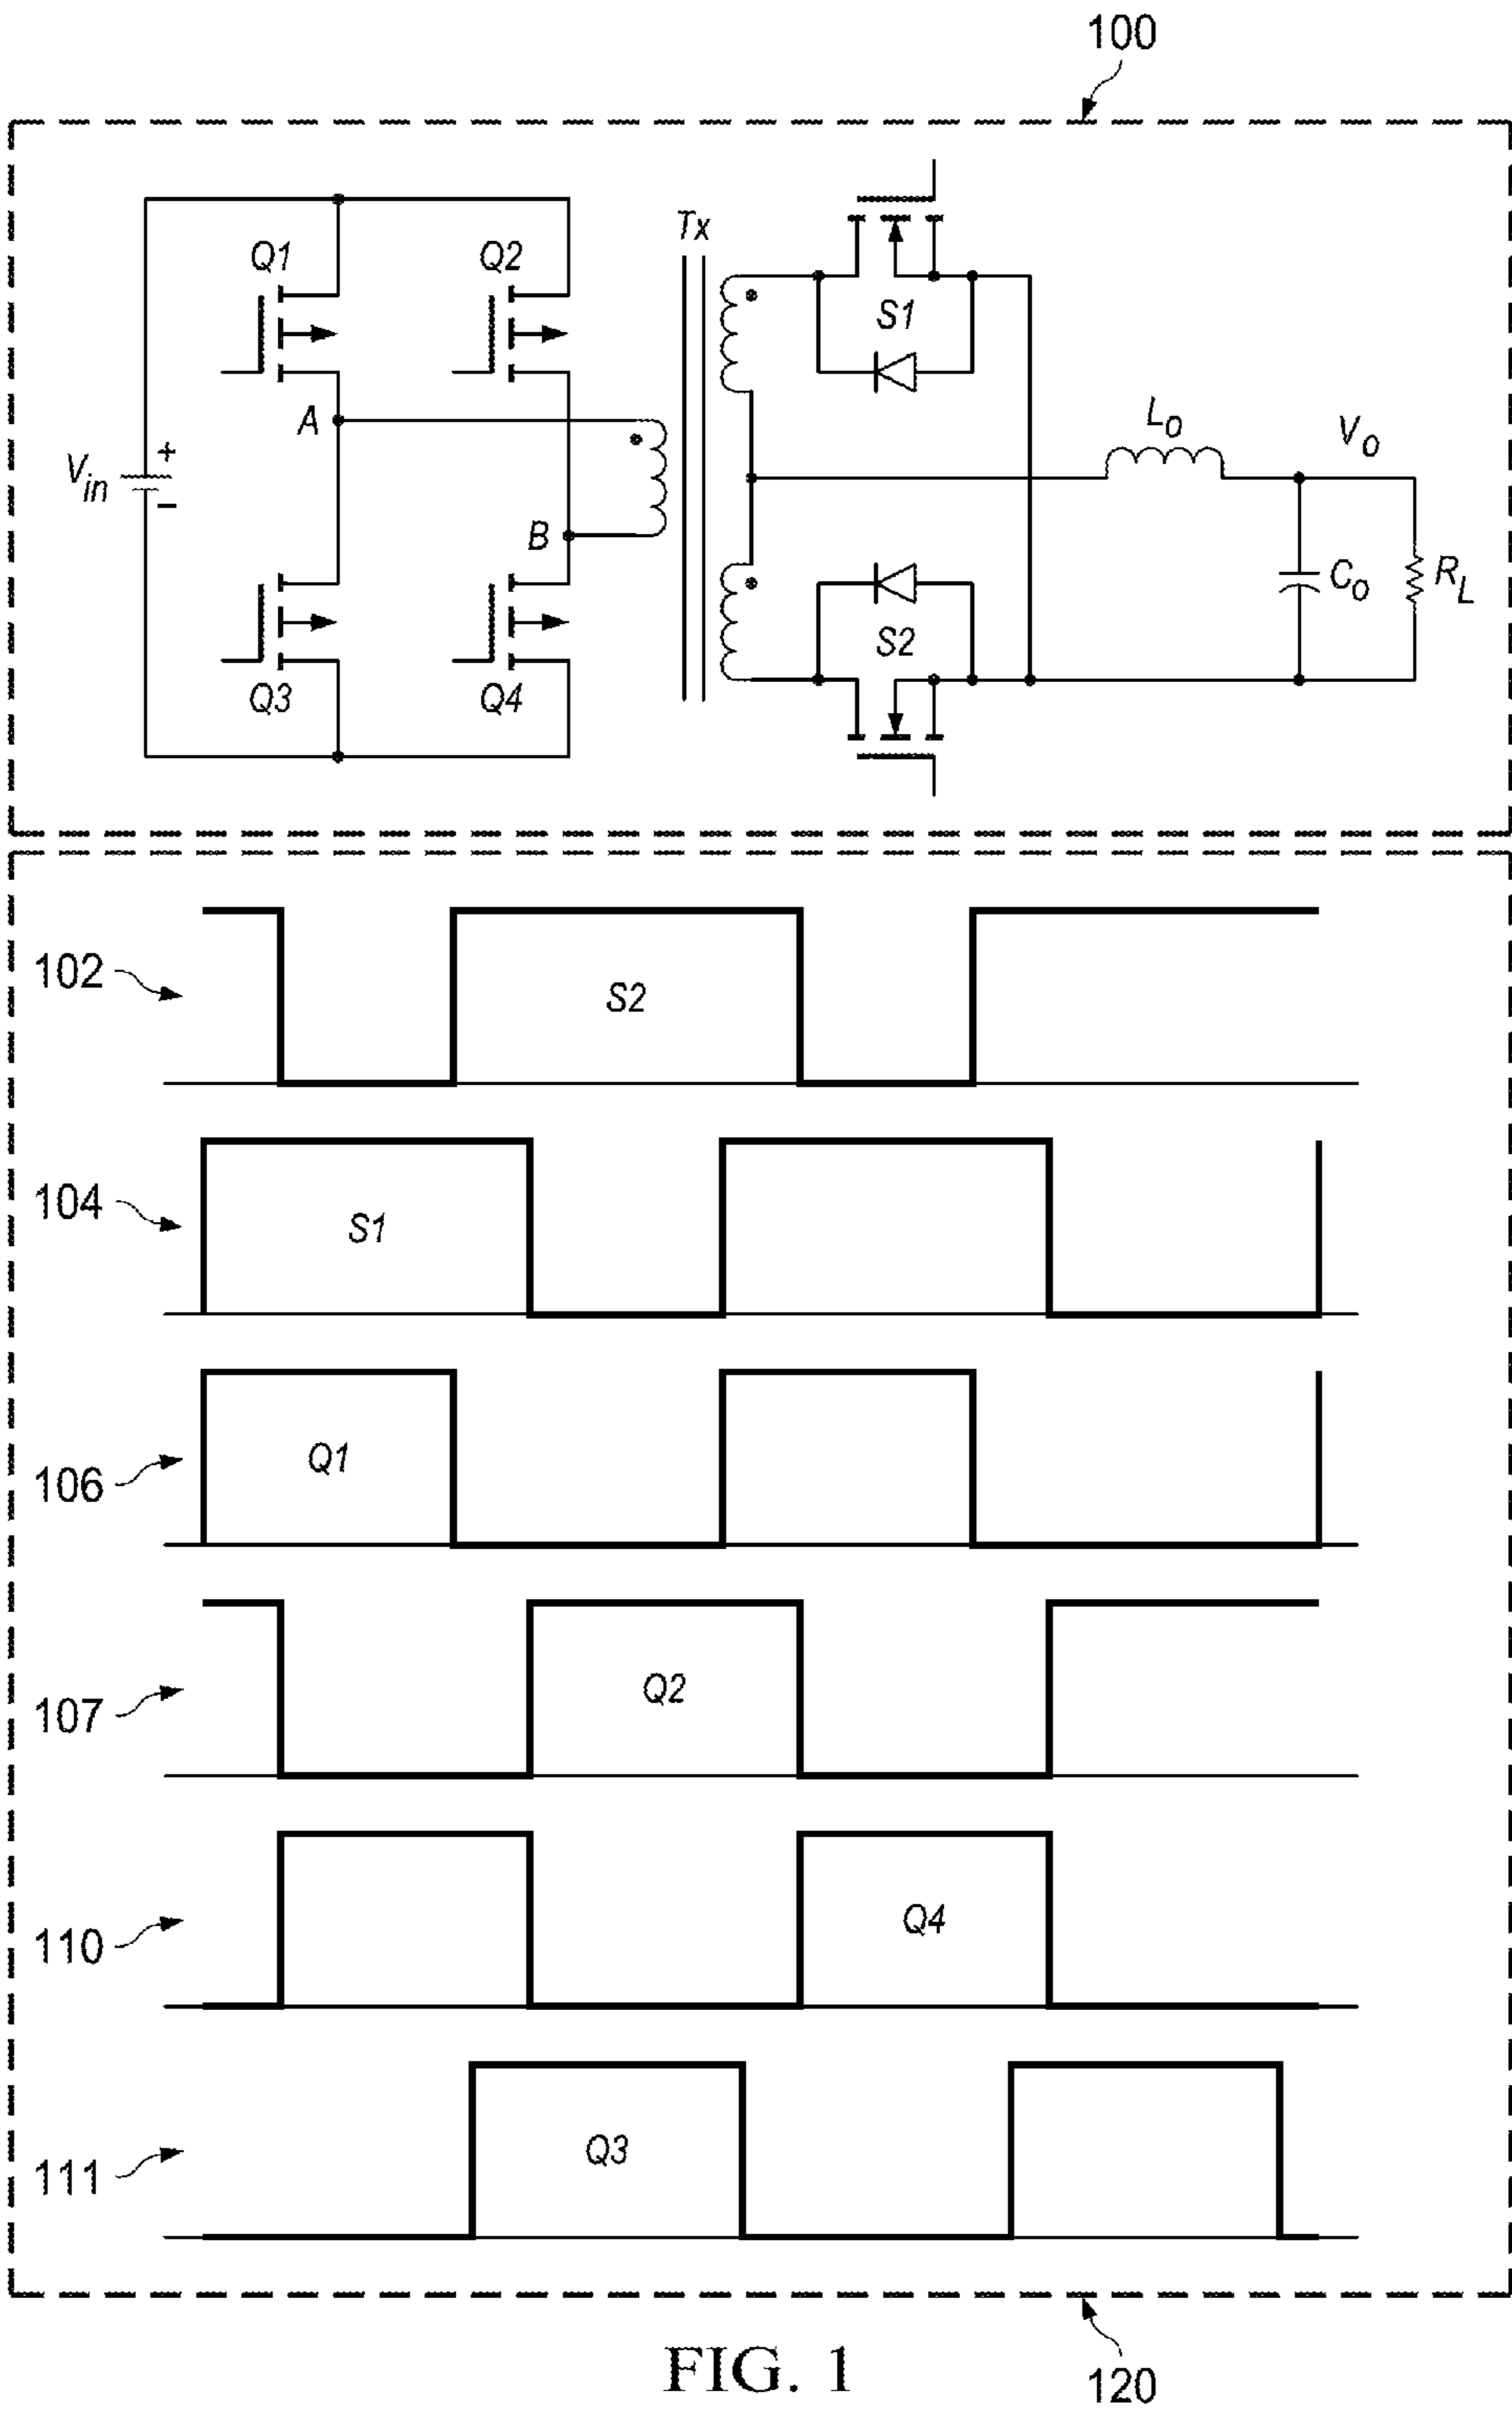 100
Q1
Q2
Tx
S1
A
Lo
Vo
Vin
+
-
B
Co
RL
S2
Q3
Q4
102
S2
104
S1
106
Q1
107
Q2
110
Q4
111
Q3
FIG. 1
120